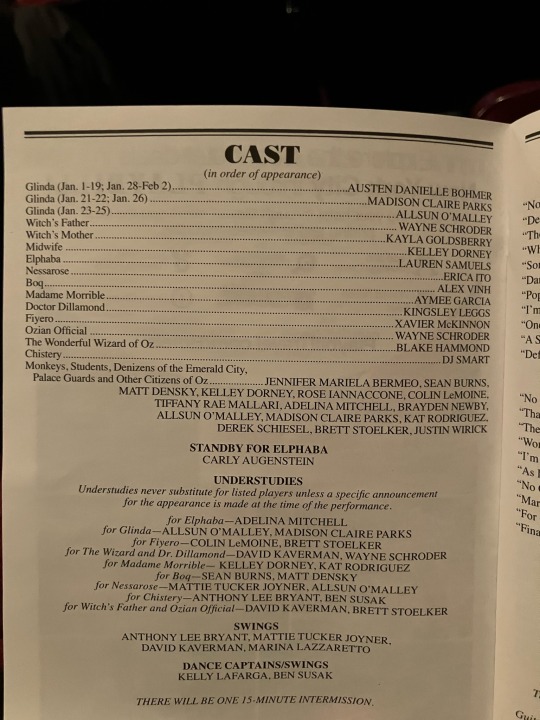 CAST
(in order of appearance)
Glinda (Jan. 1-19; Jan. 28-Feb 2)..........AUSTEN DANIELLE BOHMER
Glinda (Jan. 21-22; Jan. 26)..........MADISON CLAIRE PARKS
Glinda (Jan. 23-25)..........ALLSUN O'MALLEY
Witch's Father..........WAYNE SCHRODER
Witch's Mother..........KAYLA GOLDSBERRY
Midwife..........KELLEY DORNEY
Elphaba..........LAUREN SAMUELS
Nessarose..........ERICA ITO
Boq..........ALEX VINH
Madame Morrible..........AYMEE GARCIA
Doctor Dillamond..........KINGSLEY LEGGS
Fiyero..........XAVIER McKINNON
Ozian Official..........WAYNE SCHRODER
The Wonderful Wizard of Oz..........BLAKE HAMMOND
Chistery..........DJ SMART
Monkeys, Students, Denizens of the Emerald City,
Palace Guards and Other Citizens of Oz..........JENNIFER MARIELA BERMEO, SEAN BURNS,
MATT DENSKY, KELLEY DORNEY, ROSE IANNACCONE, COLIN LeMOINE,
TIFFANY RAE MALLARI, ADELINA MITCHELL, BRAYDEN NEWBY,
ALLSUN O'MALLEY, MADISON CLAIRE PARKS, KAT RODRIGUEZ,
DEREK SCHIESEL, BRETT STOELKER, JUSTIN WIRICK
STANDBY FOR ELPHABA
CARLY AUGENSTEIN
UNDERSTUDIES
Understudies never substitute for listed players unless a specific announcement
for the appearance is made at the time of the performance.
for Elphaba—ADELINA MITCHELL
for Glinda—ALLSUN O'MALLEY, MADISON CLAIRE PARKS
for Fiyero—COLIN LeMOINE, BRETT STOELKER
for The Wizard and Dr. Dillamond—DAVID KAVERMAN, WAYNE SCHRODER
for Madame Morrible— KELLEY DORNEY, KAT RODRIGUEZ
for Boq—SEAN BURNS, MATT DENSKY
for Nessarose—MATTIE TUCKER JOYNER, ALLSUN O'MALLEY
for Chistery—ANTHONY LEE BRYANT, BEN SUSAK
for Witch's Father and Ozian Official—DAVID KAVERMAN, BRETT STOELKER
SWINGS
ANTHONY LEE BRYANT, MATTIE TUCKER JOYNER,
DAVID KAVERMAN, MARINA LAZZARETTO
DANCE CAPTAINS/SWINGS
KELLY LAFARGA, BEN SUSAK
THERE WILL BE ONE 15-MINUTE INTERMISSION.